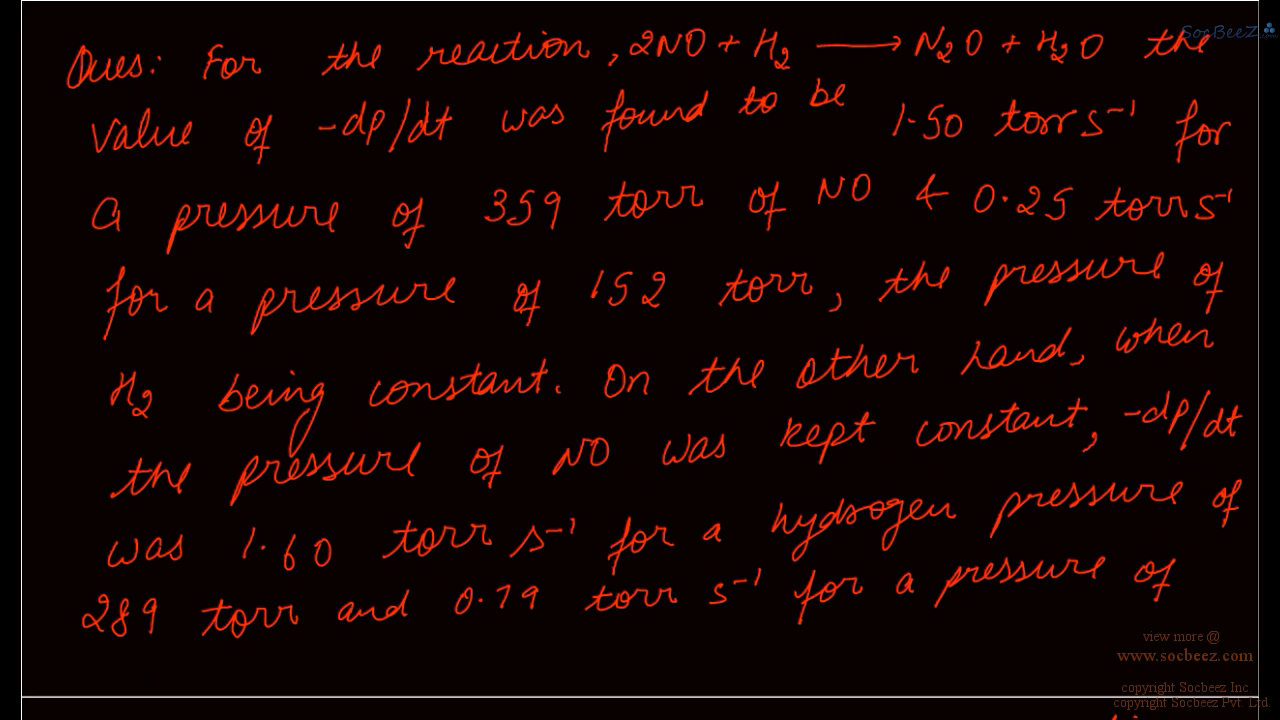 SocBeeZ
Ques: For the reaction, 2NO + H₂ ⟶ N₂O + H₂O the
value of -dp/dt was found to be 1.50 torr s⁻¹ for
a pressure of 359 torr of NO & 0.25 torr s⁻¹
for a pressure of 152 torr, the pressure of
H₂ being constant. On the other hand, when
the pressure of NO was kept constant, -dp/dt
was 1.60 torr s⁻¹ for a hydrogen pressure of
289 torr and 0.79 torr s⁻¹ for a pressure of
view more @
www.socbeez.com
copyright Socbeez Inc
copyright Socbeez Pvt Ltd